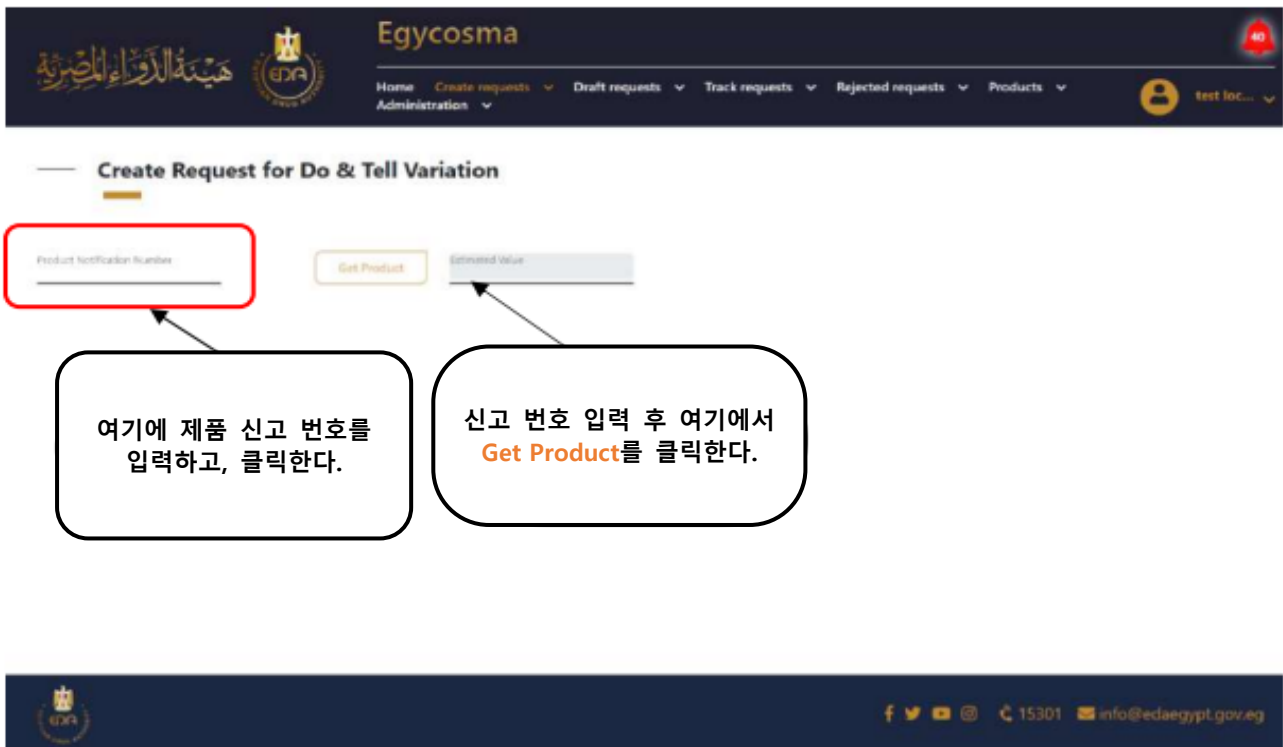 Egycosma
40
هيئة الدواء المصرية
EDA
Home Create requests Draft requests Track requests Rejected requests Products
Administration
test loc...
Create Request for Do & Tell Variation
Product Notification Number
Get Product
Estimated Value
여기에 제품 신고 번호를
입력하고, 클릭한다.
신고 번호 입력 후 여기에서
Get Product를 클릭한다.
EDA
15301 info@edaegypt.gov.eg